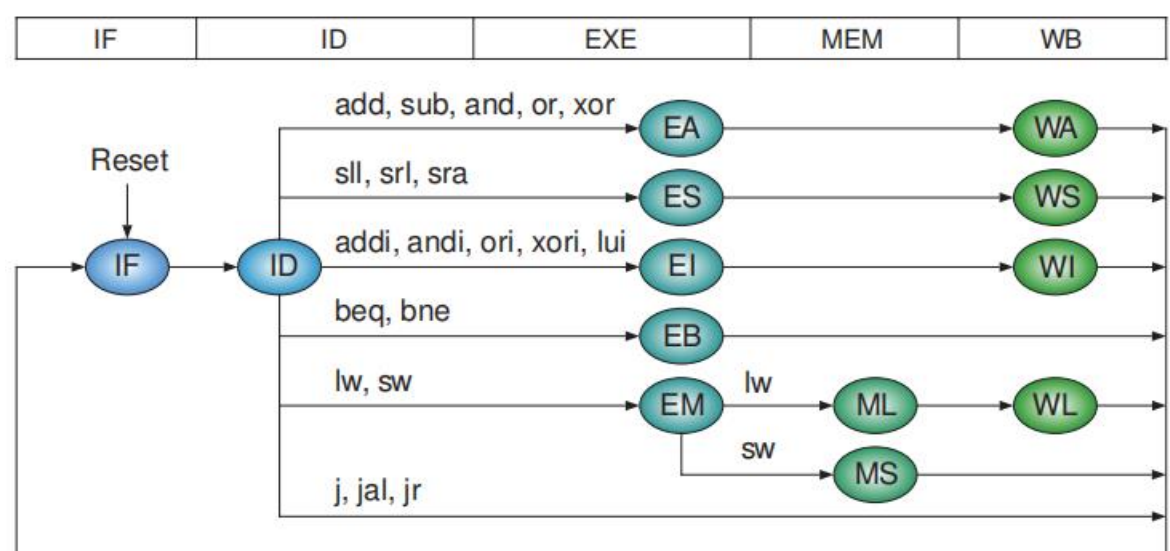 IF ID EXE MEM WB
add, sub, and, or, xor
EA WA
Reset
sll, srl, sra
ES WS
addi, andi, ori, xori, lui
IF ID EI WI
beq, bne
EB
lw, sw
lw
EM ML WL
sw
MS
j, jal, jr